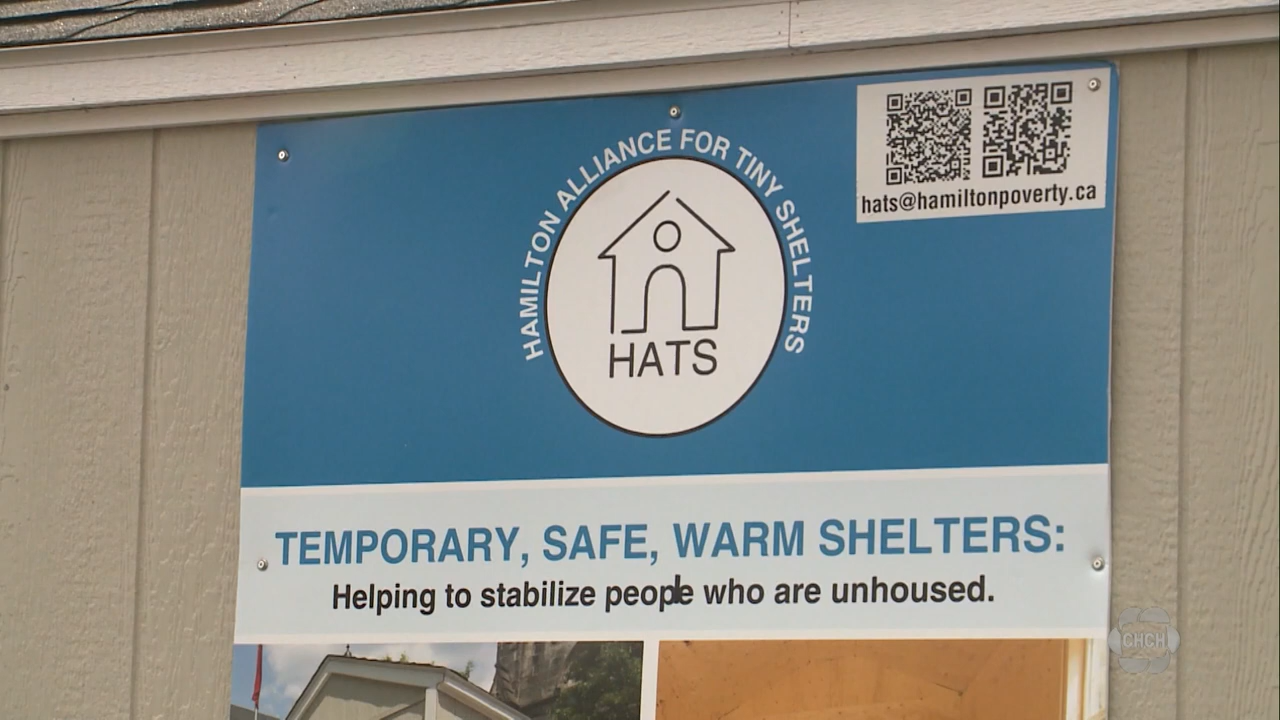 HAMILTON ALLIANCE FOR TINY SHELTERS
HATS
hats@hamiltonpoverty.ca
TEMPORARY, SAFE, WARM SHELTERS:
Helping to stabilize people who are unhoused.
CHCH